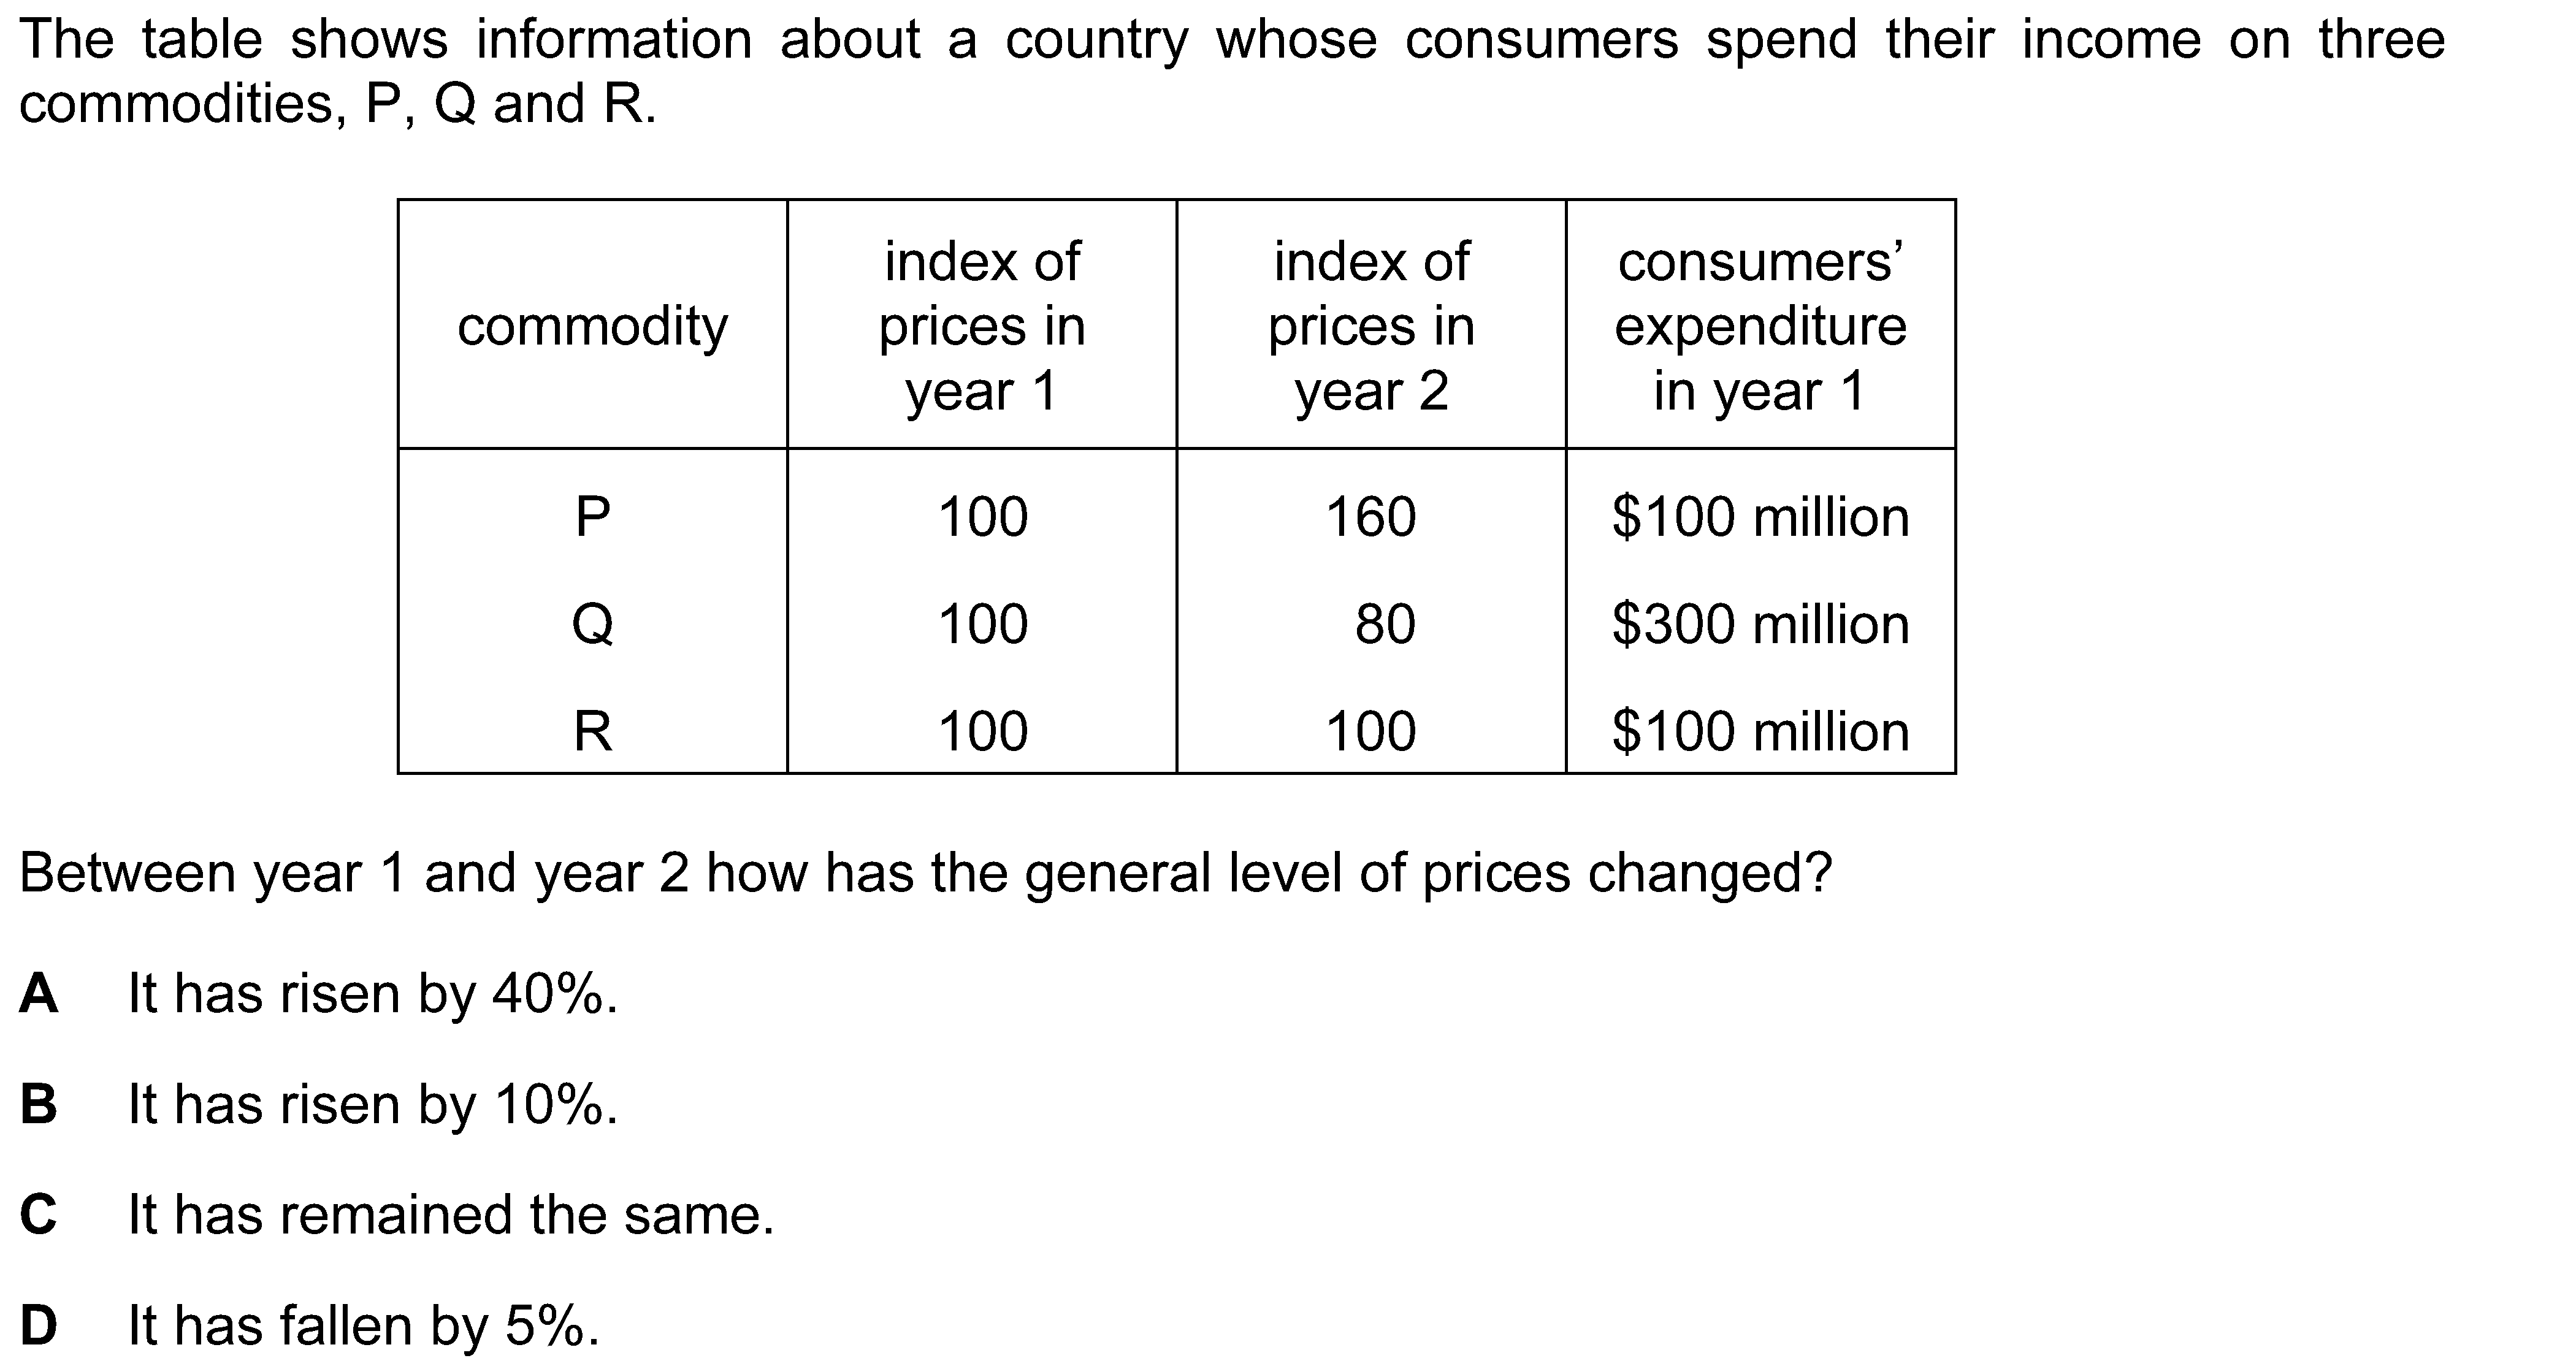 The table shows information about a country whose consumers spend their income on three
commodities, P, Q and R.
commodity
index of
prices in
year 1
index of
prices in
year 2
consumers’
expenditure
in year 1
P 100 160 $100 million
Q 100 80 $300 million
R 100 100 $100 million
Between year 1 and year 2 how has the general level of prices changed?
A It has risen by 40%.
B It has risen by 10%.
C It has remained the same.
D It has fallen by 5%.